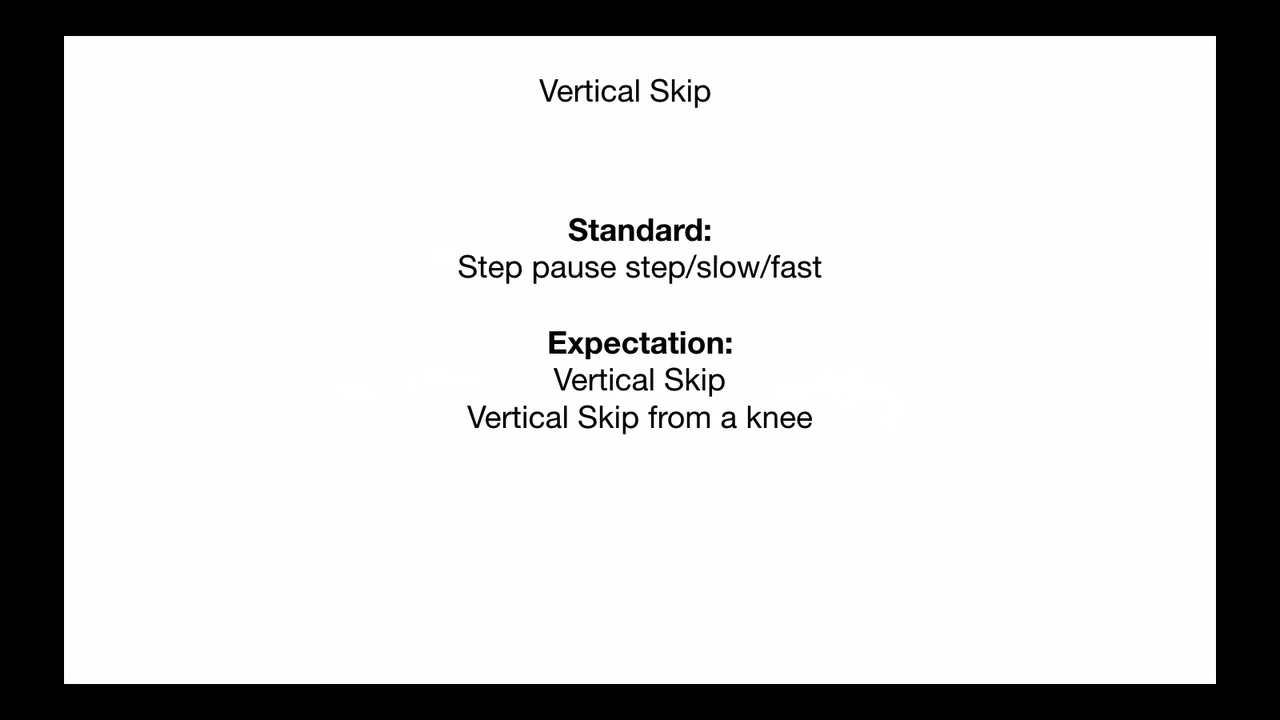 Vertical Skip
Standard:
Step pause step/slow/fast
Expectation:
Vertical Skip
Vertical Skip from a knee